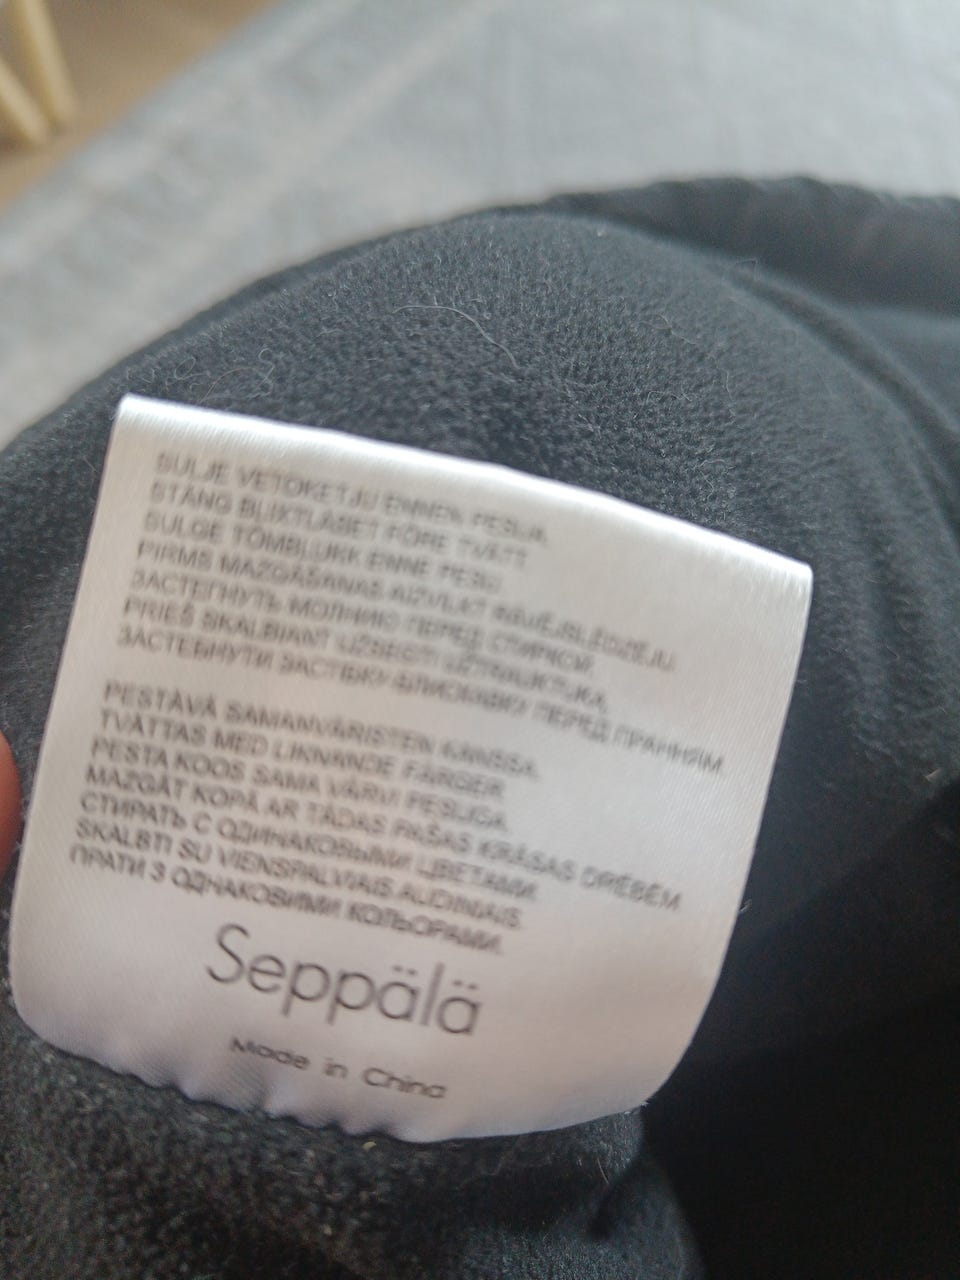 SULJE VETOKETJU ENNEN PESUA.
STÄNG BLIXTLÅSET FÖRE TVÄTT.
SULGE TÕMBLUKK ENNE PESU.
PIRMS MAZGĀŠANAS AIZVILKT RĀVĒJSLĒDZĒJU.
ЗАСТЕГНУТЬ МОЛНИЮ ПЕРЕД СТИРКОЙ.
PRIEŠ SKALBIANT UŽSEGTI UŽTRAUKTUKĄ.
ЗАСТЕБНУТИ ЗАСТІБКУ-БЛИСКАВКУ ПЕРЕД ПРАННЯМ.
PESTÄVÄ SAMANVÄRISTEN KANSSA.
TVÄTTAS MED LIKNANDE FÄRGER.
PESTA KOOS SAMA VÄRVI PESUGA.
MAZGĀT KOPĀ AR TĀDAS PAŠAS KRĀSAS DRĒBĒM.
СТИРАТЬ С ОДИНАКОВЫМИ ЦВЕТАМИ.
SKALBTI SU VIENSPALVIAIS AUDINIAIS.
ПРАТИ З ОДНАКОВИМИ КОЛЬОРАМИ.
Seppälä
Made in China